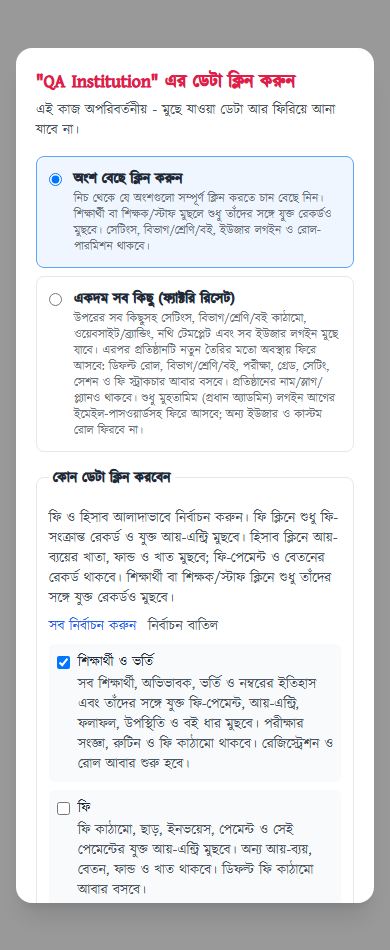 "QA Institution" এর ডেটা ক্লিন করুন
এই কাজ অপরিবর্তনীয় - মুছে যাওয়া ডেটা আর ফিরিয়ে আনা
যাবে না।
অংশ বেছে ক্লিন করুন
নিচ থেকে যে অংশগুলো সম্পূর্ণ ক্লিন করতে চান বেছে নিন।
শিক্ষার্থী বা শিক্ষক/স্টাফ মুছলে শুধু তাঁদের সঙ্গে যুক্ত রেকর্ডও
মুছবে। সেটিংস, বিভাগ/শ্রেণি/বই, ইউজার লগইন ও রোল-
পারমিশন থাকবে।
একদম সব কিছু (ফ্যাক্টরি রিসেট)
উপরের সব কিছুসহ সেটিংস, বিভাগ/শ্রেণি/বই কাঠামো,
ওয়েবসাইট/ব্র্যান্ডিং, নথি টেমপ্লেট এবং সব ইউজার লগইন মুছে
যাবে। এরপর প্রতিষ্ঠানটি নতুন তৈরির মতো অবস্থায় ফিরে
আসবে: ডিফল্ট রোল, বিভাগ/শ্রেণি/বই, পরীক্ষা, গ্রেড, সেটিং,
সেশন ও ফি স্ট্রাকচার আবার বসবে। প্রতিষ্ঠানের নাম/স্লাগ/
প্ল্যানও থাকবে। শুধু মুহতামিম (প্রধান অ্যাডমিন) লগইন আগের
ইমেইল-পাসওয়ার্ডসহ ফিরে আসবে; অন্য ইউজার ও কাস্টম
রোল ফিরবে না।
কোন ডেটা ক্লিন করবেন
ফি ও হিসাব আলাদাভাবে নির্বাচন করুন। ফি ক্লিনে শুধু ফি-
সংক্রান্ত রেকর্ড ও যুক্ত আয়-এন্ট্রি মুছবে। হিসাব ক্লিনে আয়-
ব্যয়ের খাতা, ফান্ড ও খাত মুছবে; ফি-পেমেন্ট ও বেতনের
রেকর্ড থাকবে। শিক্ষার্থী বা শিক্ষক/স্টাফ ক্লিনে শুধু তাঁদের
সঙ্গে যুক্ত রেকর্ডও মুছবে।
সব নির্বাচন করুন নির্বাচন বাতিল
শিক্ষার্থী ও ভর্তি
সব শিক্ষার্থী, অভিভাবক, ভর্তি ও নম্বরের ইতিহাস
এবং তাঁদের সঙ্গে যুক্ত ফি-পেমেন্ট, আয়-এন্ট্রি,
ফলাফল, উপস্থিতি ও বই ধার মুছবে। পরীক্ষার
সংজ্ঞা, রুটিন ও ফি কাঠামো থাকবে। রেজিস্ট্রেশন ও
রোল আবার শুরু হবে।
ফি
ফি কাঠামো, ছাড়, ইনভয়েস, পেমেন্ট ও সেই
পেমেন্টের যুক্ত আয়-এন্ট্রি মুছবে। অন্য আয়-ব্যয়,
বেতন, ফান্ড ও খাত থাকবে। ডিফল্ট ফি কাঠামো
আবার বসবে।